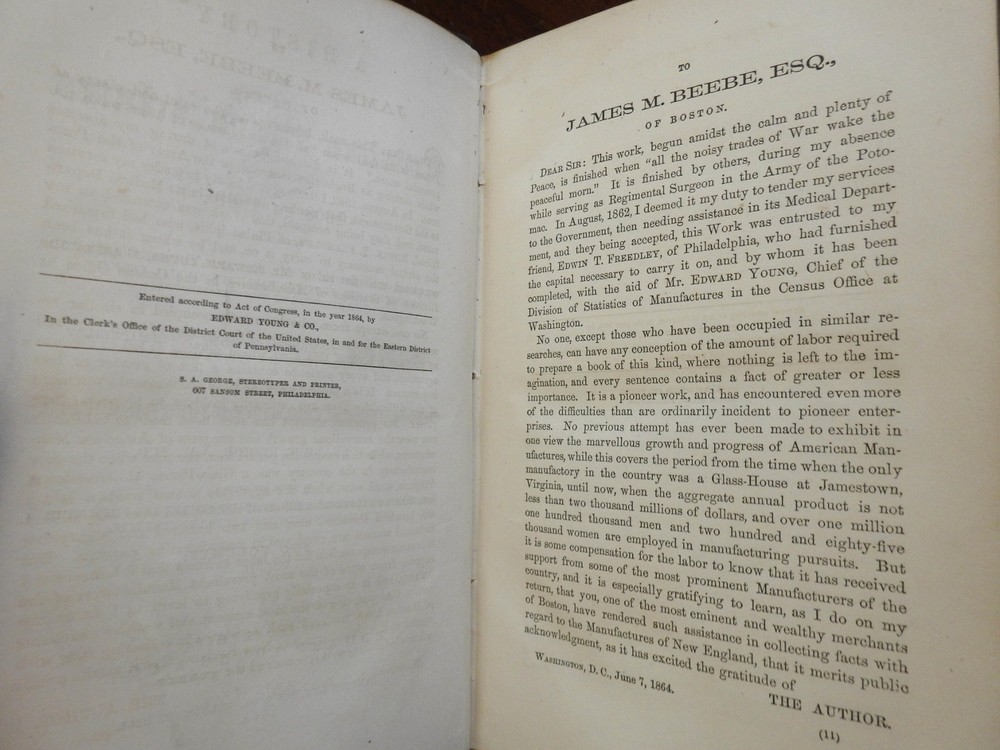 Entered according to Act of Congress, in the year 1864, by
EDWARD YOUNG & CO.,
In the Clerk's Office of the District Court of the United States, in and for the Eastern District
of Pennsylvania.
S. A. GEORGE, STEREOTYPER AND PRINTER,
607 SANSOM STREET, PHILADELPHIA.
TO
JAMES M. BEEBE, ESQ.,
OF BOSTON.
DEAR SIR: This work, begun amidst the calm and plenty of
Peace, is finished when "all the noisy trades of War wake the
peaceful morn." It is finished by others, during my absence
while serving as Regimental Surgeon in the Army of the Poto-
mac. In August, 1862, I deemed it my duty to tender my services
to the Government, then needing assistance in its Medical Depart-
ment, and they being accepted, this Work was entrusted to my
friend, EDWIN T. FREEDLEY, of Philadelphia, who had furnished
the capital necessary to carry it on, and by whom it has been
completed, with the aid of Mr. EDWARD YOUNG, Chief of the
Division of Statistics of Manufactures in the Census Office at
Washington.
No one, except those who have been occupied in similar re-
searches, can have any conception of the amount of labor required
to prepare a book of this kind, where nothing is left to the im-
agination, and every sentence contains a fact of greater or less
importance. It is a pioneer work, and has encountered even more
of the difficulties than are ordinarily incident to pioneer enter-
prises. No previous attempt has ever been made to exhibit in
one view the marvellous growth and progress of American Man-
ufactures, while this covers the period from the time when the only
manufactory in the country was a Glass-House at Jamestown,
Virginia, until now, when the aggregate annual product is not
less than two thousand millions of dollars, and over one million
one hundred thousand men and two hundred and eighty-five
thousand women are employed in manufacturing pursuits. But
it is some compensation for the labor to know that it has received
support from some of the most prominent Manufacturers of the
country, and it is especially gratifying to learn, as I do on my
return, that you, one of the most eminent and wealthy merchants
of Boston, have rendered such assistance in collecting facts with
regard to the Manufactures of New England, that it merits public
acknowledgment, as it has excited the gratitude of
THE AUTHOR.
WASHINGTON, D. C., June 7, 1864.
(11)